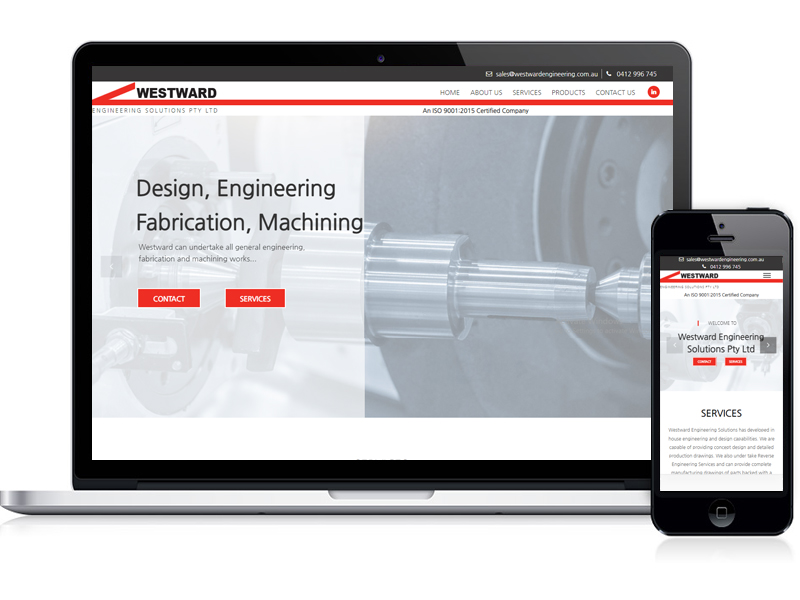 sales@westwardengineering.com.au | 0412 996 745
WESTWARD
ENGINEERING SOLUTIONS PTY LTD
HOME ABOUT US SERVICES PRODUCTS CONTACT US in
An ISO 9001:2015 Certified Company
Design, Engineering
Fabrication, Machining
Westward can undertake all general engineering,
fabrication and machining works...
CONTACT SERVICES
sales@westwardengineering.com.au
0412 996 745
WESTWARD
ENGINEERING SOLUTIONS PTY LTD
An ISO 9001:2015 Certified Company
WELCOME TO
Westward Engineering
Solutions Pty Ltd
CONTACT SERVICES
SERVICES
Westward Engineering Solutions has developed in
house engineering and design capabilities. We are
capable of providing concept design and detailed
production drawings. We also under take Reverse
Engineering Services and can provide complete
manufacturing drawings of parts backed with a